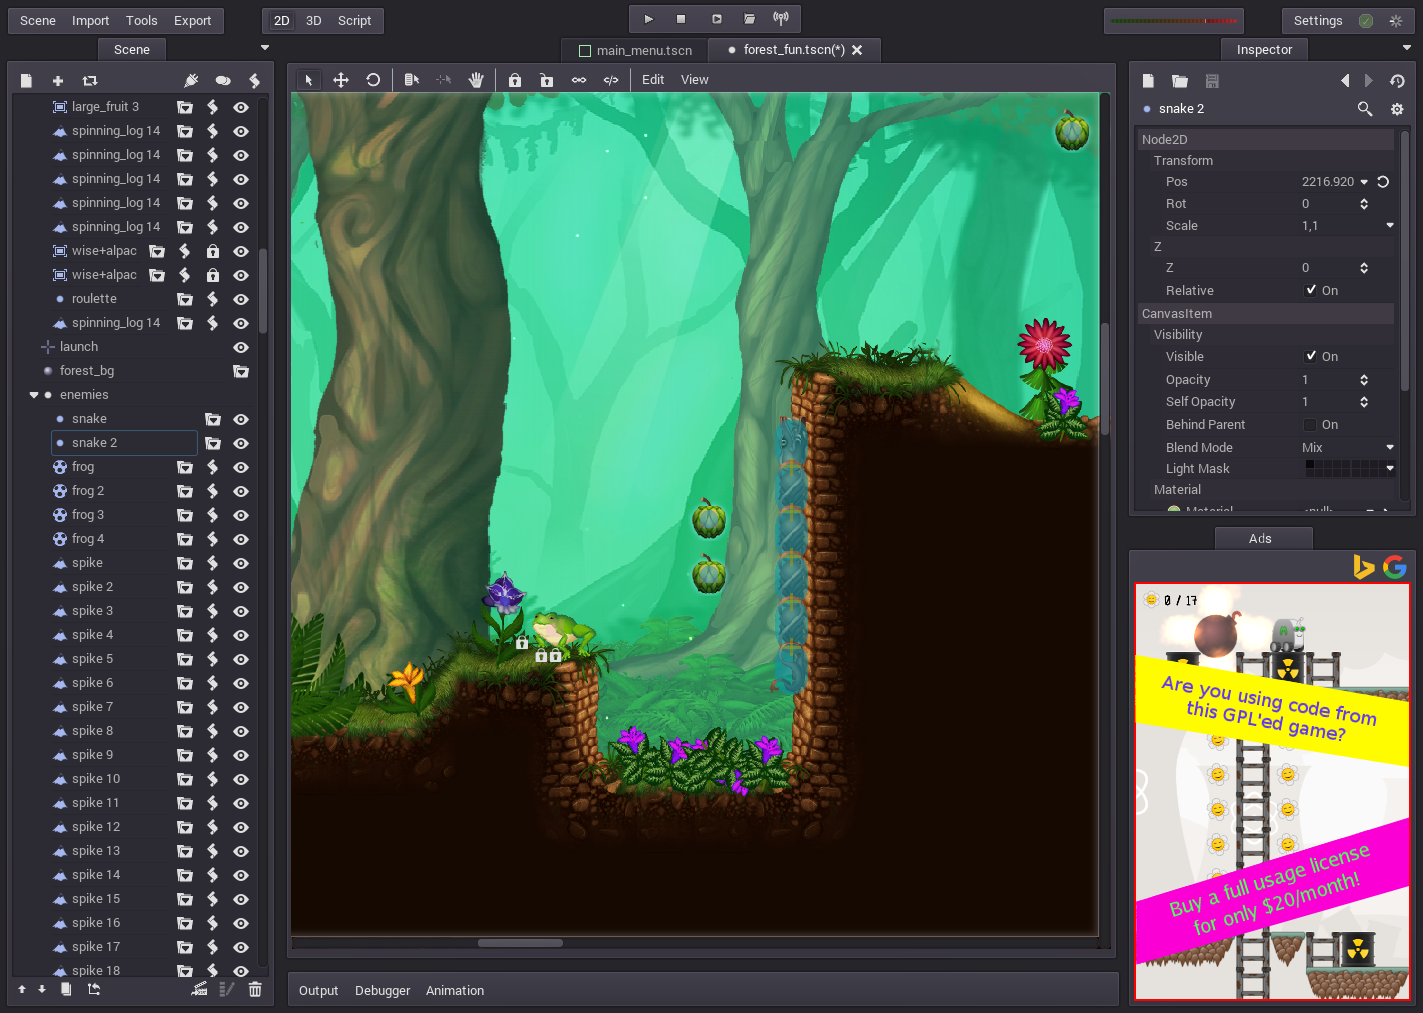 Scene Import Tools Export
2D 3D Script
Settings
Scene
main_menu.tscn
forest_fun.tscn(*)
Inspector
Edit View
large_fruit 3
spinning_log 14
spinning_log 14
spinning_log 14
spinning_log 14
spinning_log 14
wise+alpac
wise+alpac
roulette
spinning_log 14
launch
forest_bg
enemies
snake
snake 2
frog
frog 2
frog 3
frog 4
spike
spike 2
spike 3
spike 4
spike 5
spike 6
spike 7
spike 8
spike 9
spike 10
spike 11
spike 12
spike 13
spike 14
spike 15
spike 16
spike 17
spike 18
Output Debugger Animation
snake 2
Node2D
Transform
Pos 2216.920
Rot 0
Scale 1,1
Z
Z 0
Relative On
CanvasItem
Visibility
Visible On
Opacity 1
Self Opacity 1
Behind Parent On
Blend Mode Mix
Light Mask
Material
Material <null>
Ads
0 / 17
Are you using code from
this GPL'ed game?
Buy a full usage license
for only $20/month!